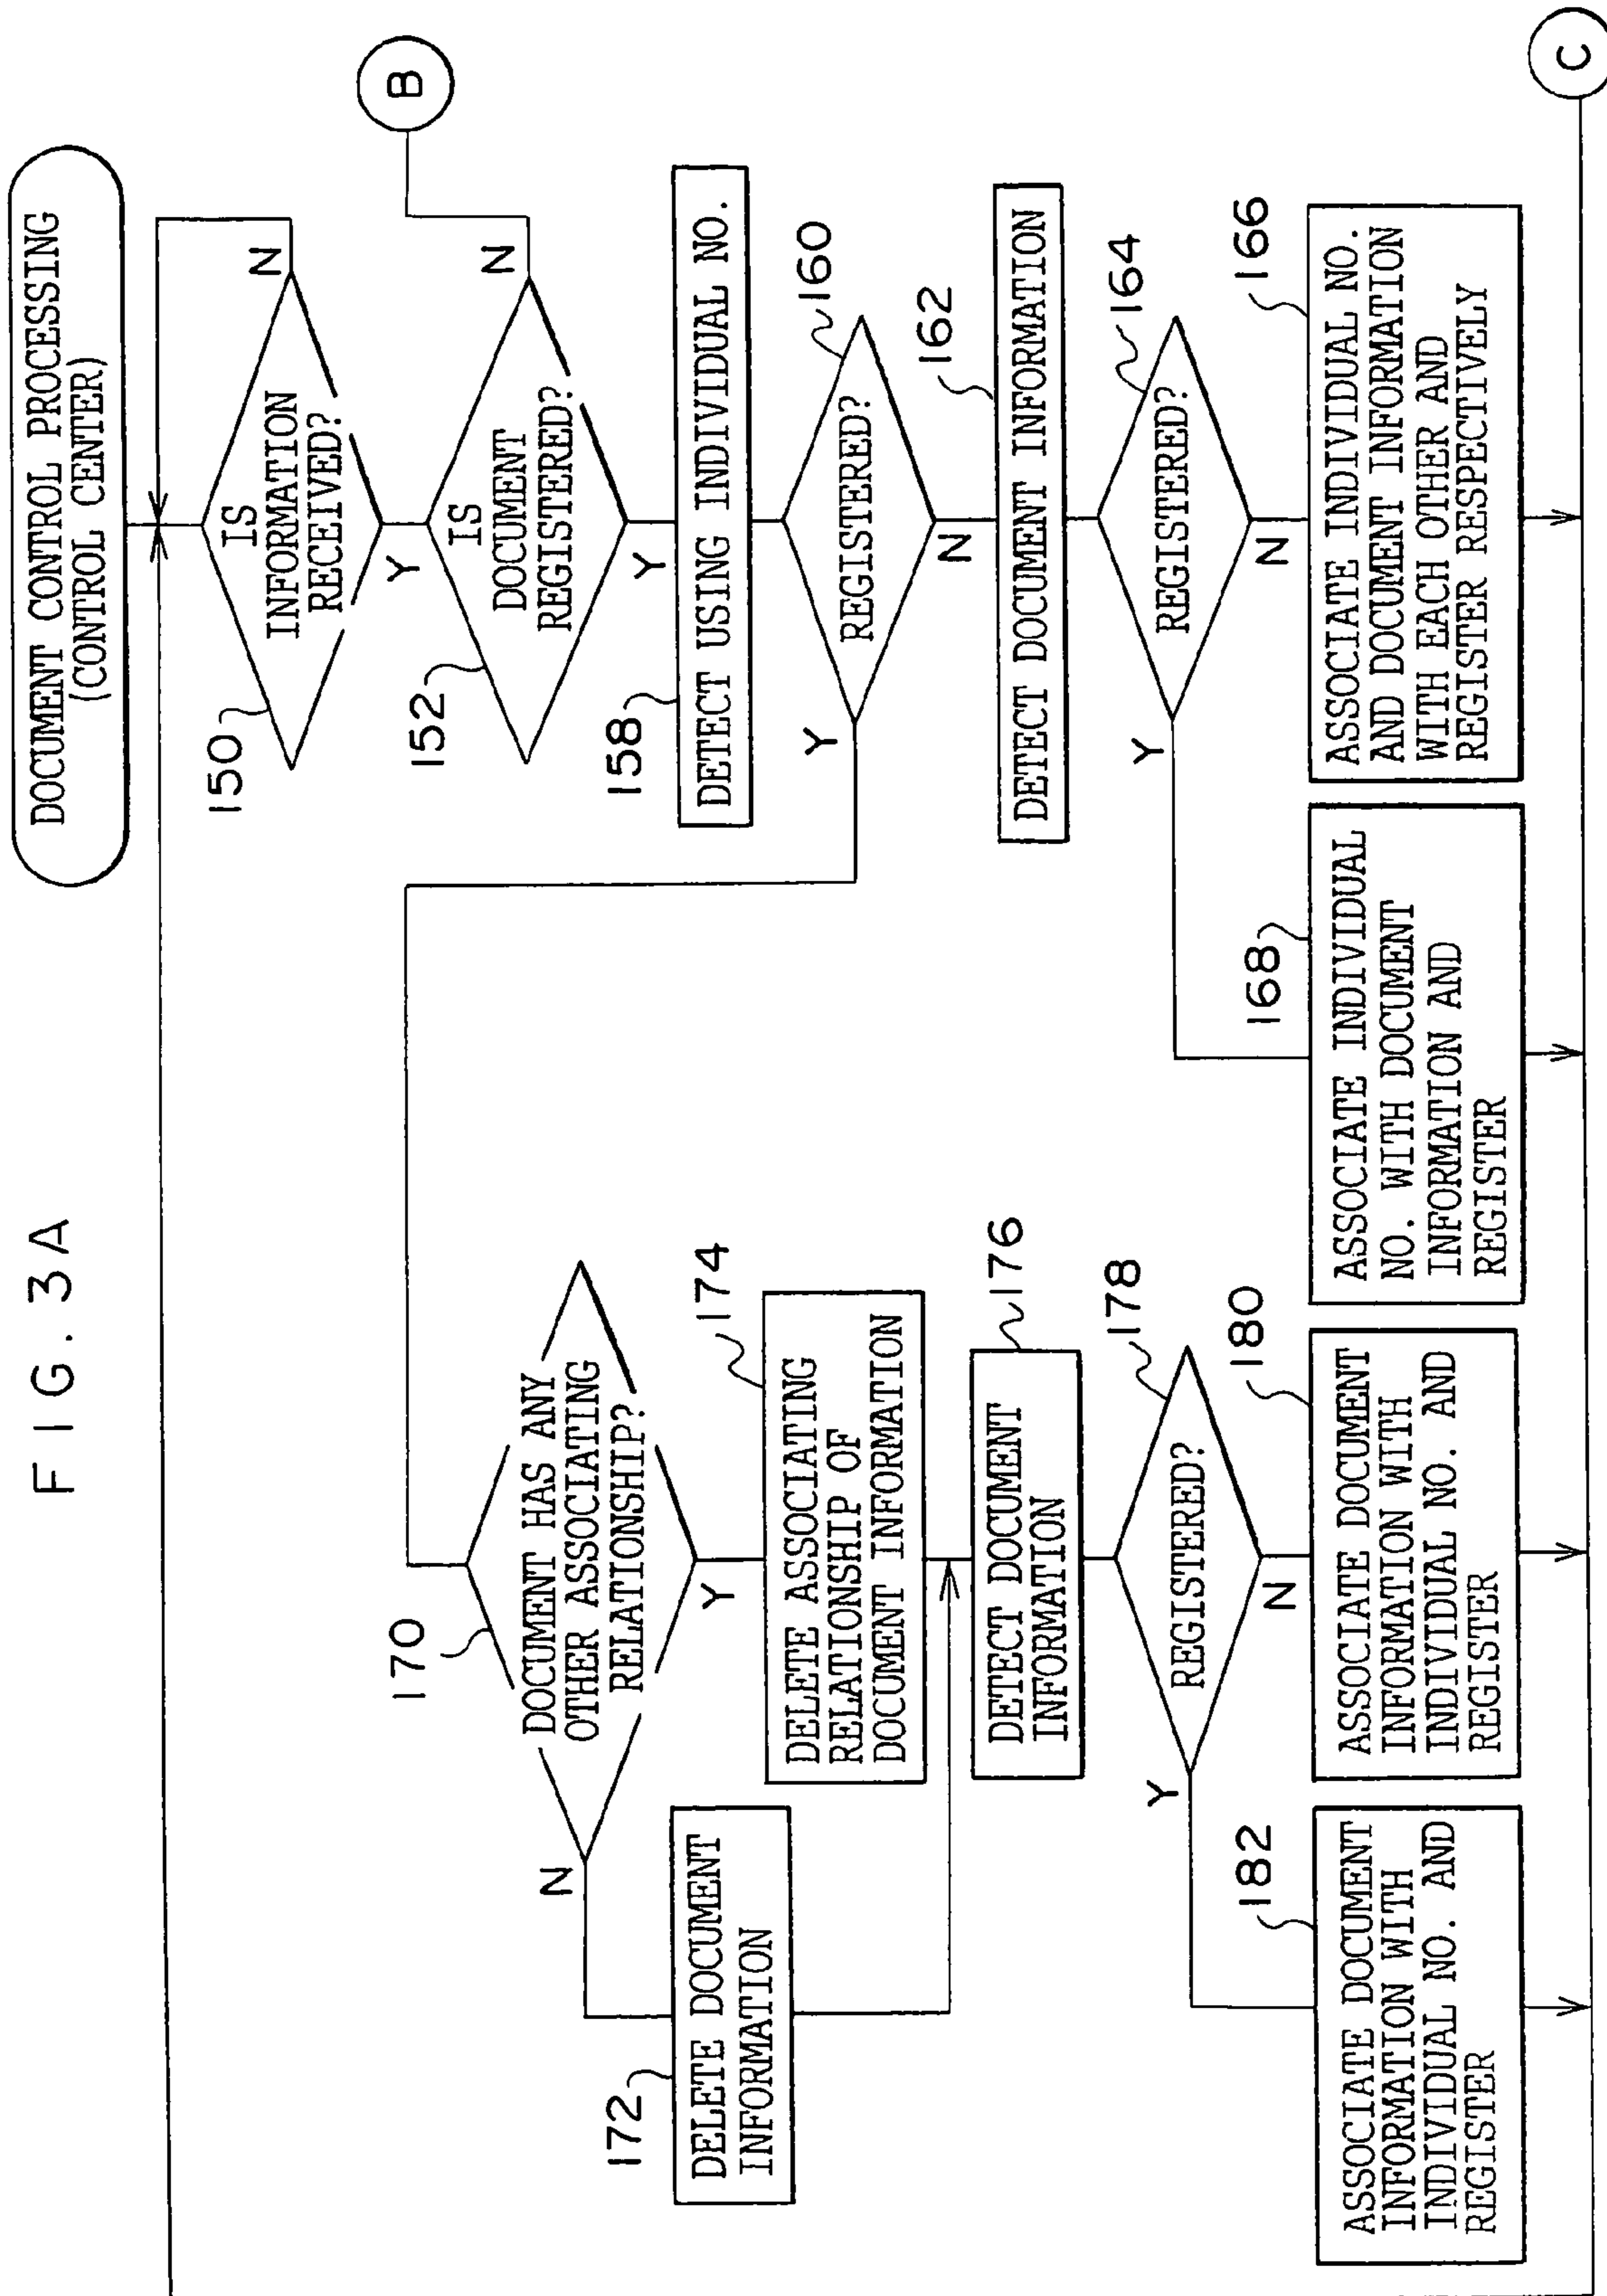 FIG. 3A
DOCUMENT CONTROL PROCESSING
(CONTROL CENTER)
150
IS
INFORMATION
RECEIVED?
N
Y
152
IS
DOCUMENT
REGISTERED?
N
B
Y
158
DETECT USING INDIVIDUAL NO.
160
REGISTERED?
Y
N
162
DETECT DOCUMENT INFORMATION
164
REGISTERED?
Y
N
166
ASSOCIATE INDIVIDUAL NO.
AND DOCUMENT INFORMATION
WITH EACH OTHER AND
REGISTER RESPECTIVELY
168
ASSOCIATE INDIVIDUAL
NO. WITH DOCUMENT
INFORMATION AND
REGISTER
170
DOCUMENT HAS ANY
OTHER ASSOCIATING
RELATIONSHIP?
N
Y
172
DELETE DOCUMENT
INFORMATION
174
DELETE ASSOCIATING
RELATIONSHIP OF
DOCUMENT INFORMATION
176
DETECT DOCUMENT
INFORMATION
178
REGISTERED?
Y
N
180
ASSOCIATE DOCUMENT
INFORMATION WITH
INDIVIDUAL NO. AND
REGISTER
182
ASSOCIATE DOCUMENT
INFORMATION WITH
INDIVIDUAL NO. AND
REGISTER
C